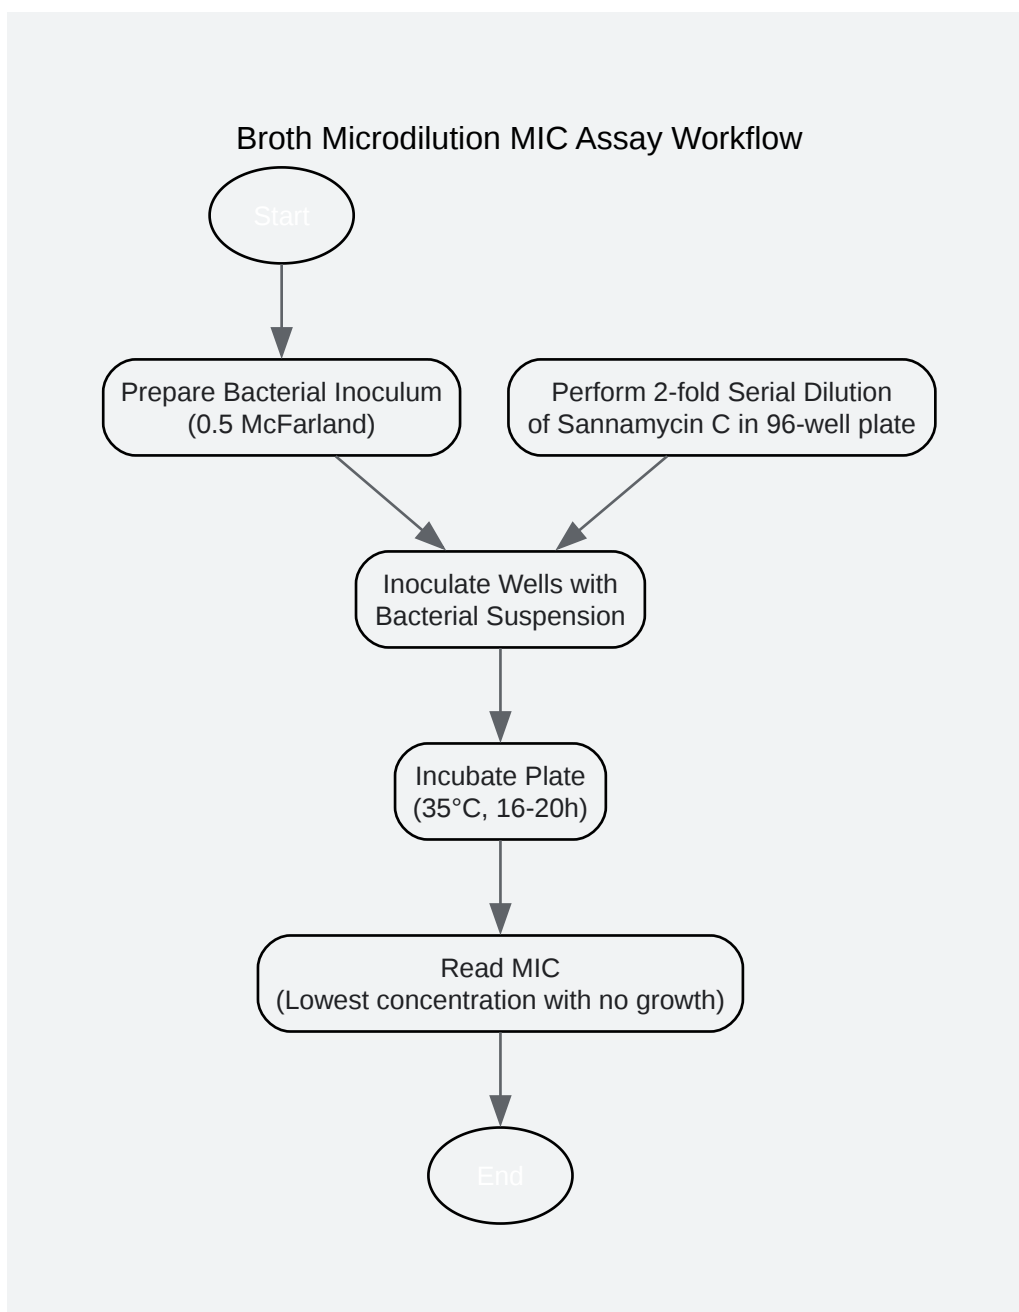 Broth Microdilution MIC Assay Workflow
Start
Prepare Bacterial Inoculum
(0.5 McFarland)
Perform 2-fold Serial Dilution
of Sannamycin C in 96-well plate
Inoculate Wells with
Bacterial Suspension
Incubate Plate
(35°C, 16-20h)
Read MIC
(Lowest concentration with no growth)
End